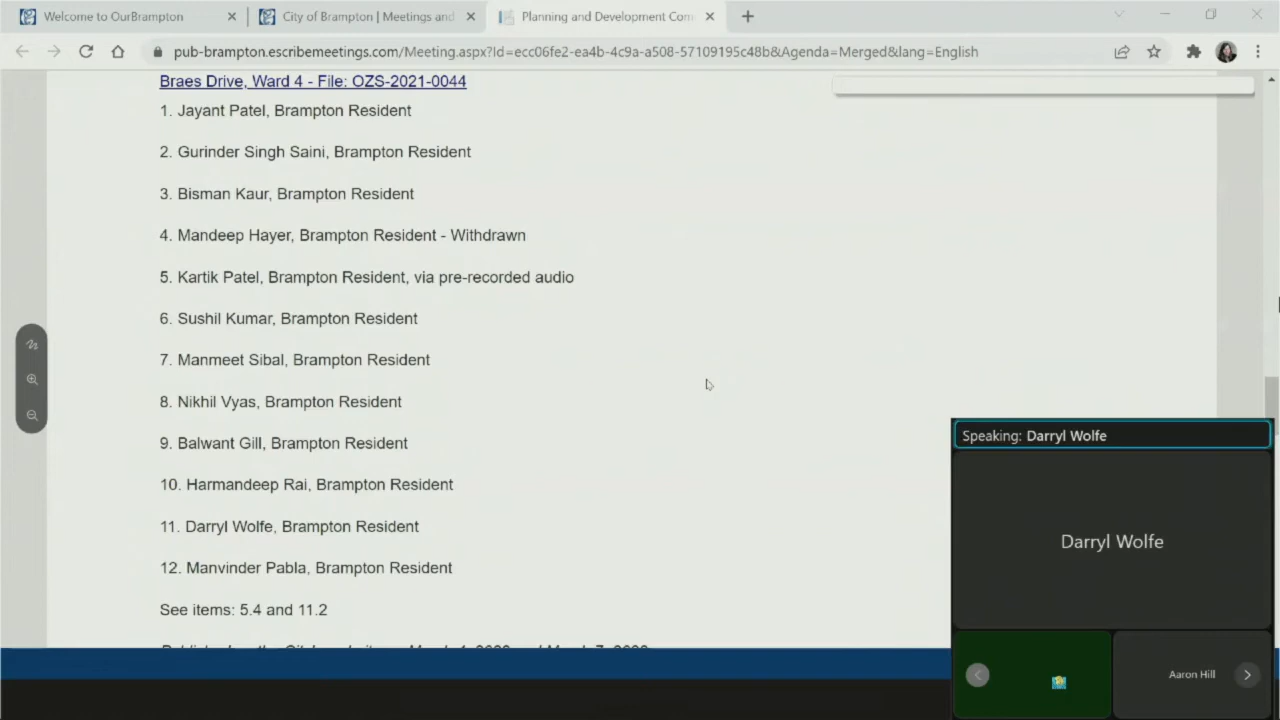 Welcome to OurBrampton
City of Brampton | Meetings and
Planning and Development Com
pub-brampton.escribemeetings.com/Meeting.aspx?Id=ecc06fe2-ea4b-4c9a-a508-57109195c48b&Agenda=Merged&lang=English
Braes Drive, Ward 4 - File: OZS-2021-0044
1. Jayant Patel, Brampton Resident
2. Gurinder Singh Saini, Brampton Resident
3. Bisman Kaur, Brampton Resident
4. Mandeep Hayer, Brampton Resident - Withdrawn
5. Kartik Patel, Brampton Resident, via pre-recorded audio
6. Sushil Kumar, Brampton Resident
7. Manmeet Sibal, Brampton Resident
8. Nikhil Vyas, Brampton Resident
9. Balwant Gill, Brampton Resident
10. Harmandeep Rai, Brampton Resident
11. Darryl Wolfe, Brampton Resident
12. Manvinder Pabla, Brampton Resident
See items: 5.4 and 11.2
Speaking: Darryl Wolfe
Darryl Wolfe
Aaron Hill